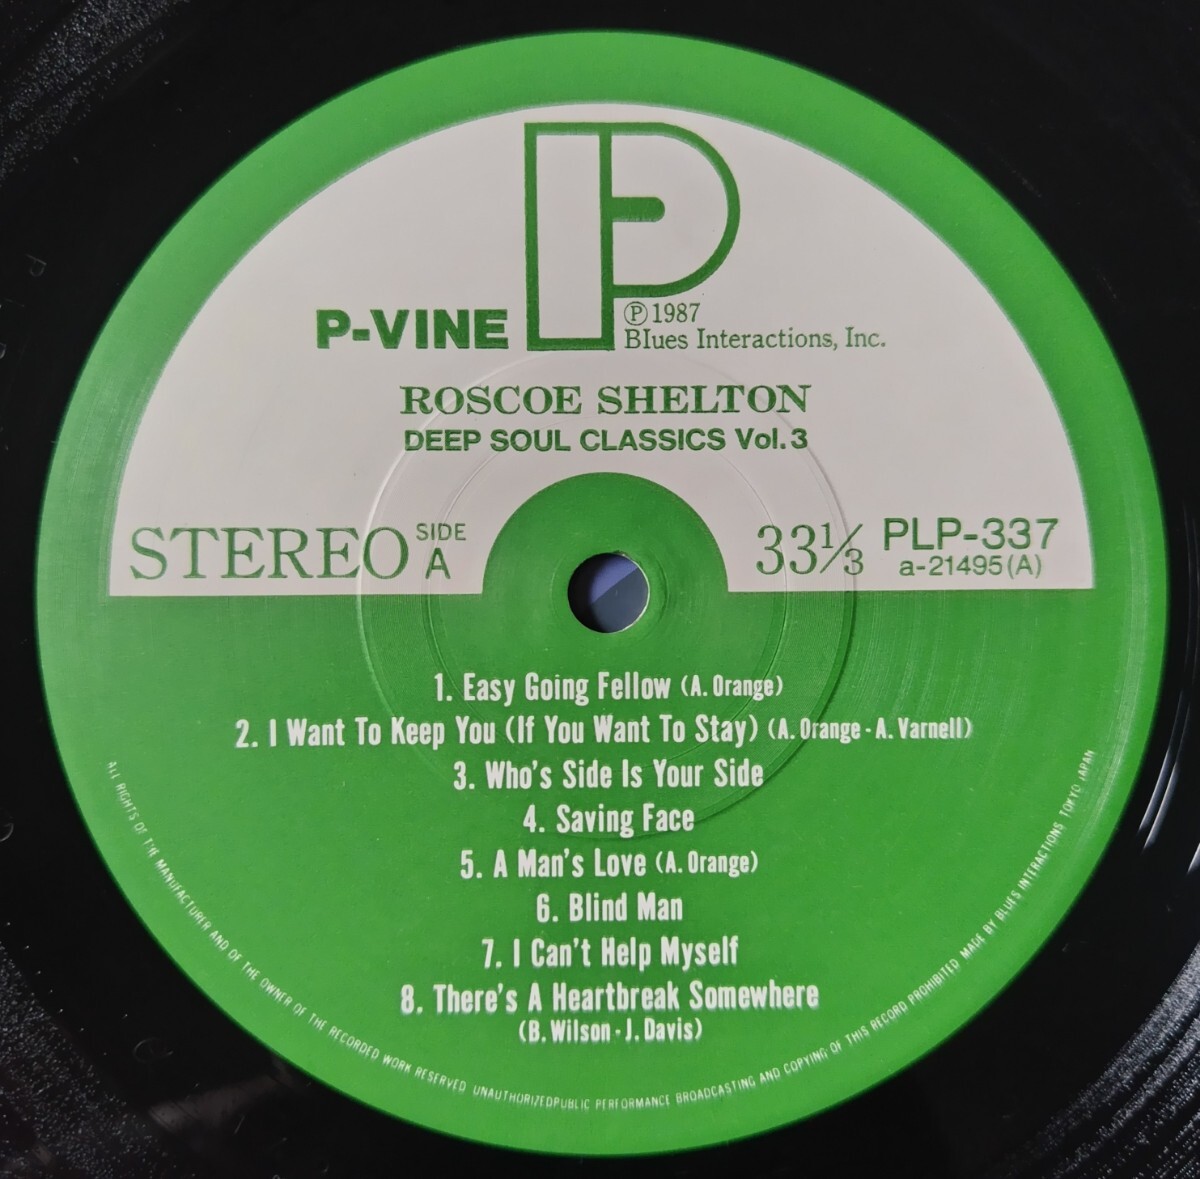 P-VINE
Ⓟ1987
Blues Interactions, Inc.
ROSCOE SHELTON
DEEP SOUL CLASSICS Vol.3
STEREO SIDE A
33⅓ PLP-337
a-21495(A)
1. Easy Going Fellow (A. Orange)
2. I Want To Keep You (If You Want To Stay) (A. Orange - A. Varnell)
3. Who's Side Is Your Side
4. Saving Face
5. A Man's Love (A. Orange)
6. Blind Man
7. I Can't Help Myself
8. There's A Heartbreak Somewhere
(B. Wilson - J. Davis)
ALL RIGHTS OF THE MANUFACTURER AND OF THE OWNER OF THE RECORDED WORK RESERVED UNAUTHORIZEDPUBLIC PERFORMANCE BROADCASTING AND COPYING OF THIS RECORD PROHIBITED MADE BY BLUES INTERACTIONS TOKYO JAPAN